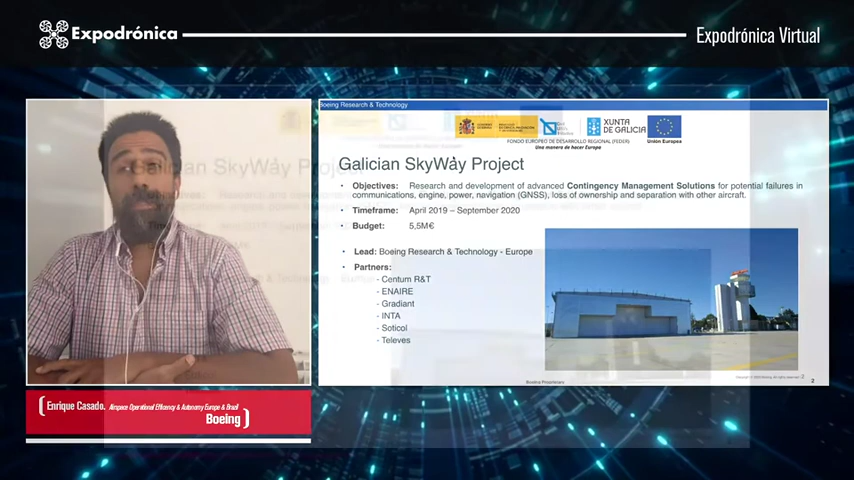 Expodrónica
Expodrónica Virtual
Boeing Research & Technology
XUNTA
DE GALICIA
FONDO EUROPEO DE DESARROLLO REGIONAL (FEDER)
Una manera de hacer Europa
Unión Europea
Galician SkyWay Project
• Objectives: Research and development of advanced Contingency Management Solutions for potential failures in
communications, engine, power, navigation (GNSS), loss of ownership and separation with other aircraft.
• Timeframe: April 2019 – September 2020
• Budget: 5,5M€
• Lead: Boeing Research & Technology - Europe
• Partners:
- Centum R&T
- ENAIRE
- Gradiant
- INTA
- Soticol
- Televes
2
Enrique Casado. Airspace Operational Efficiency & Autonomy Europe & Brazil
Boeing